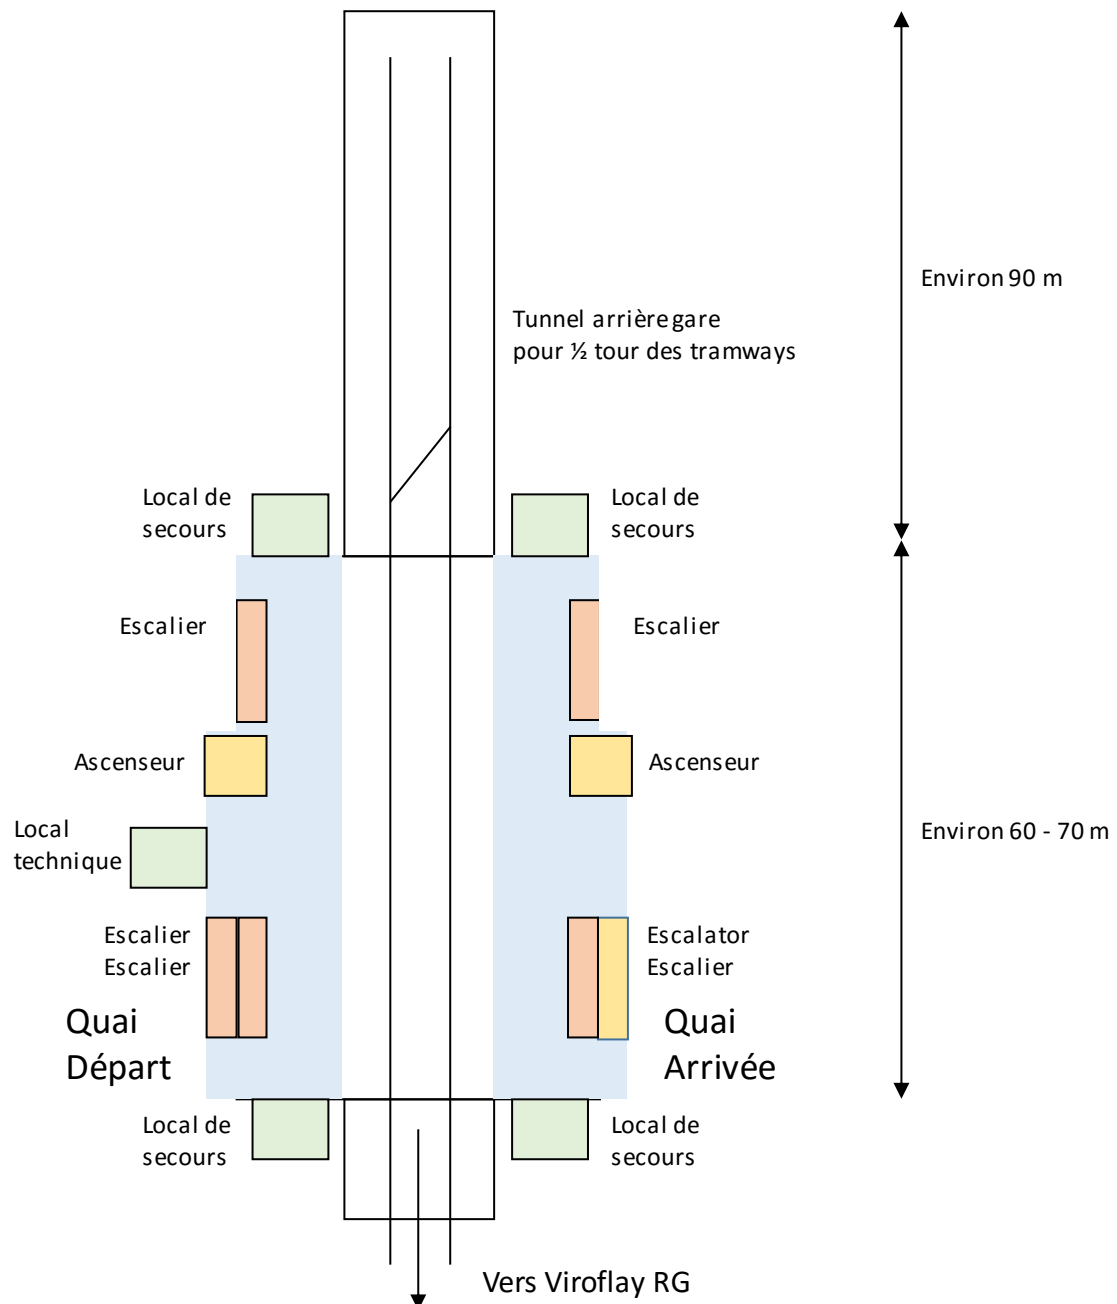 Environ 90 m
Tunnel arrière gare
pour ½ tour des tramways
Local de
secours
Local de
secours
Escalier
Escalier
Ascenseur
Ascenseur
Local
technique
Environ 60 - 70 m
Escalier
Escalier
Escalator
Escalier
Quai
Départ
Quai
Arrivée
Local de
secours
Local de
secours
Vers Viroflay RG